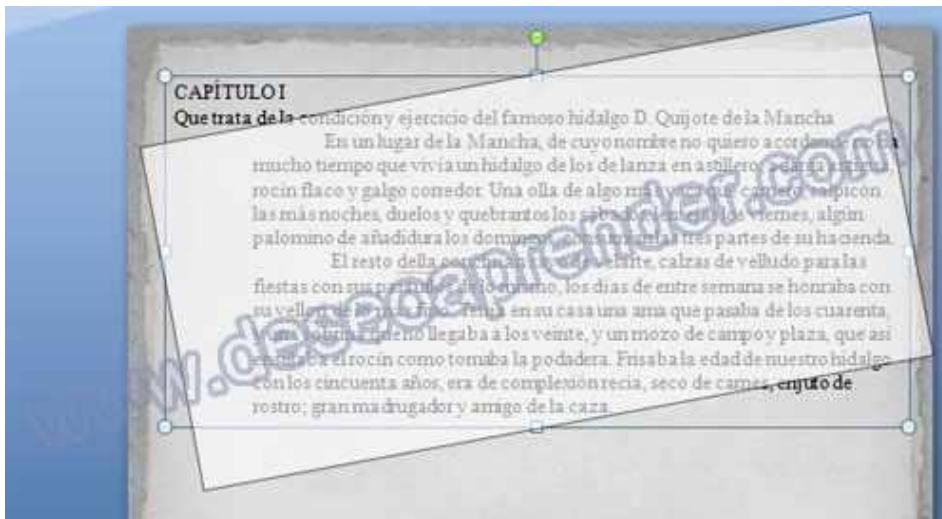 CAPÍTULO I
Que trata de la condición y ejercicio del famoso hidalgo D. Quijote de la Mancha
En un lugar de la Mancha, de cuyo nombre no quiero acordarme no ha
mucho tiempo que vivía un hidalgo de los de lanza en astillero, adarga antigua,
rocín flaco y galgo corredor. Una olla de algo más vaca que carnero, salpicón
las más noches, duelos y quebrantos los sábados, lentejas los viernes, algún
palomino de añadidura los domingos, consumían las tres partes de su hacienda.
El resto della concluían sayo de velarte, calzas de velludo para las
fiestas con sus pantuflos de lo mismo, los días de entre semana se honraba con
su vellorí de lo más fino. Tenía en su casa una ama que pasaba de los cuarenta,
y una sobrina que no llegaba a los veinte, y un mozo de campo y plaza, que así
ensillaba el rocín como tomaba la podadera. Frisaba la edad de nuestro hidalgo
con los cincuenta años, era de complexión recia, seco de carnes, enjuto de
rostro; gran madrugador y amigo de la caza.
www.deseoaprender.com